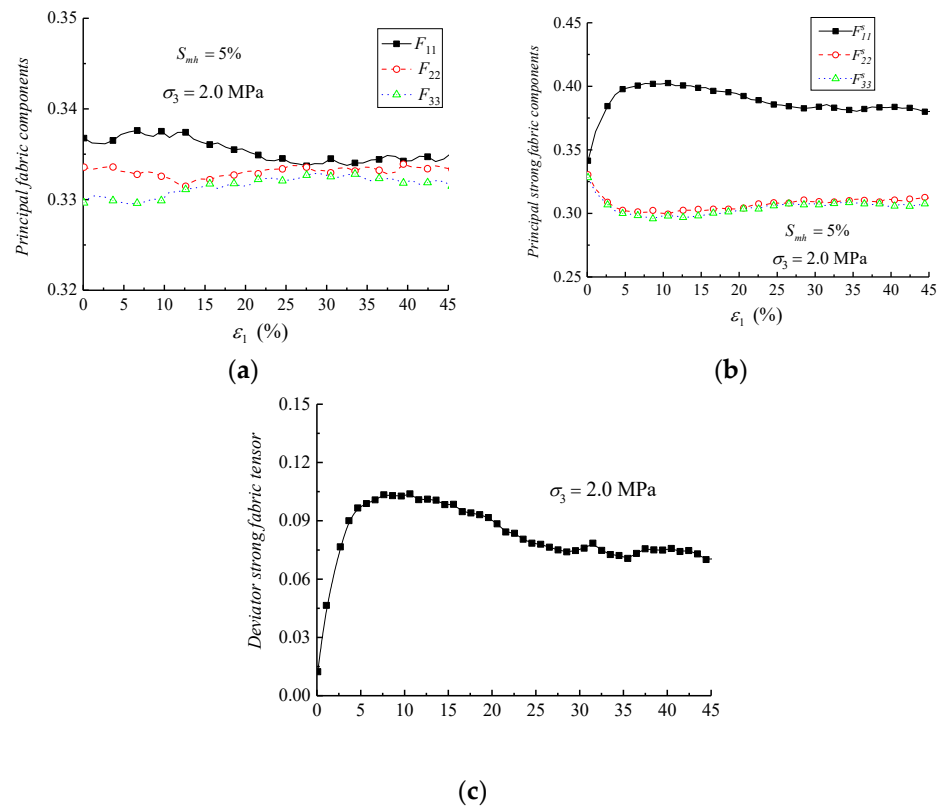 0.35
0.34
0.33
0.32
Principal fabric components
S_mh = 5%
σ_3 = 2.0 MPa
F_11
F_22
F_33
0 5 10 15 20 25 30 35 40 45
ε_1 (%)
(a)
0.45
0.40
0.35
0.30
0.25
Principal strong fabric components
F^s_11
F^s_22
F^s_33
S_mh = 5%
σ_3 = 2.0 MPa
0 5 10 15 20 25 30 35 40 45
ε_1 (%)
(b)
0.15
0.12
0.09
0.06
0.03
0.00
Deviator strong fabric tensor
σ_3 = 2.0 MPa
0 5 10 15 20 25 30 35 40 45
(c)